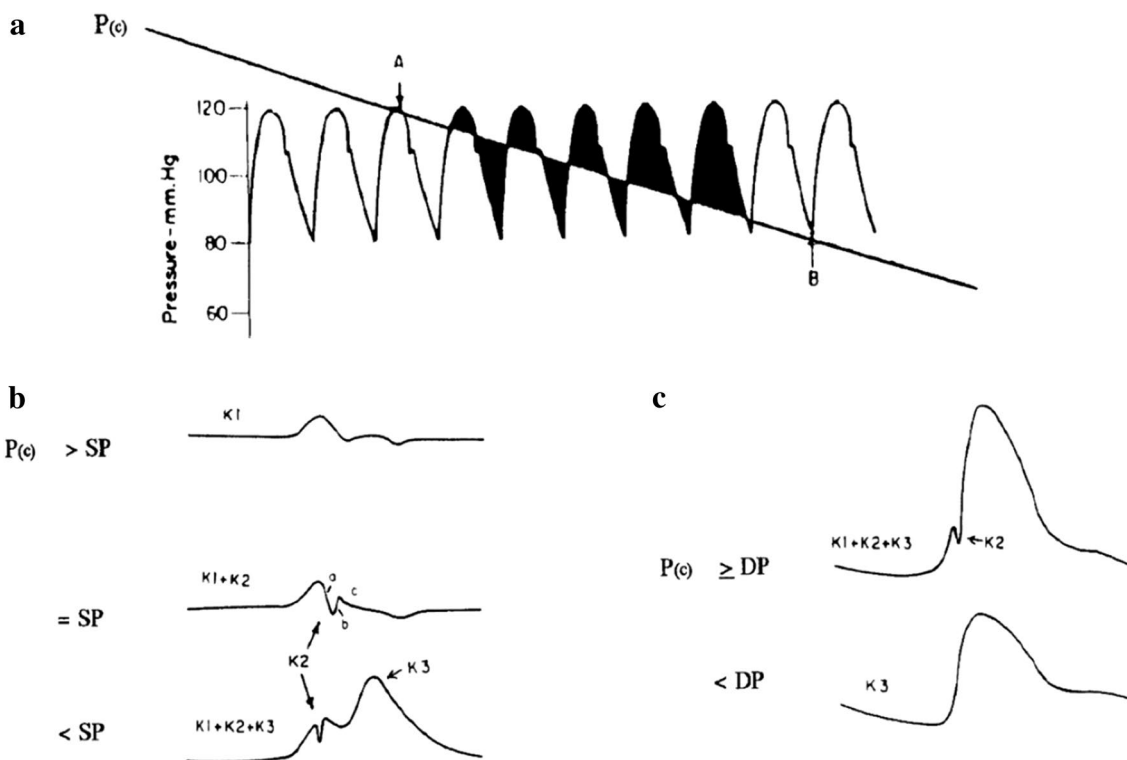 a
P(c)
A
120
100
80
60
Pressure-mm.Hg
B
b
K1
P(c) > SP
K1+K2
a
c
b
= SP
K2
K3
K1+K2+K3
< SP
c
K1+K2+K3
K2
P(c) ≥ DP
K3
< DP